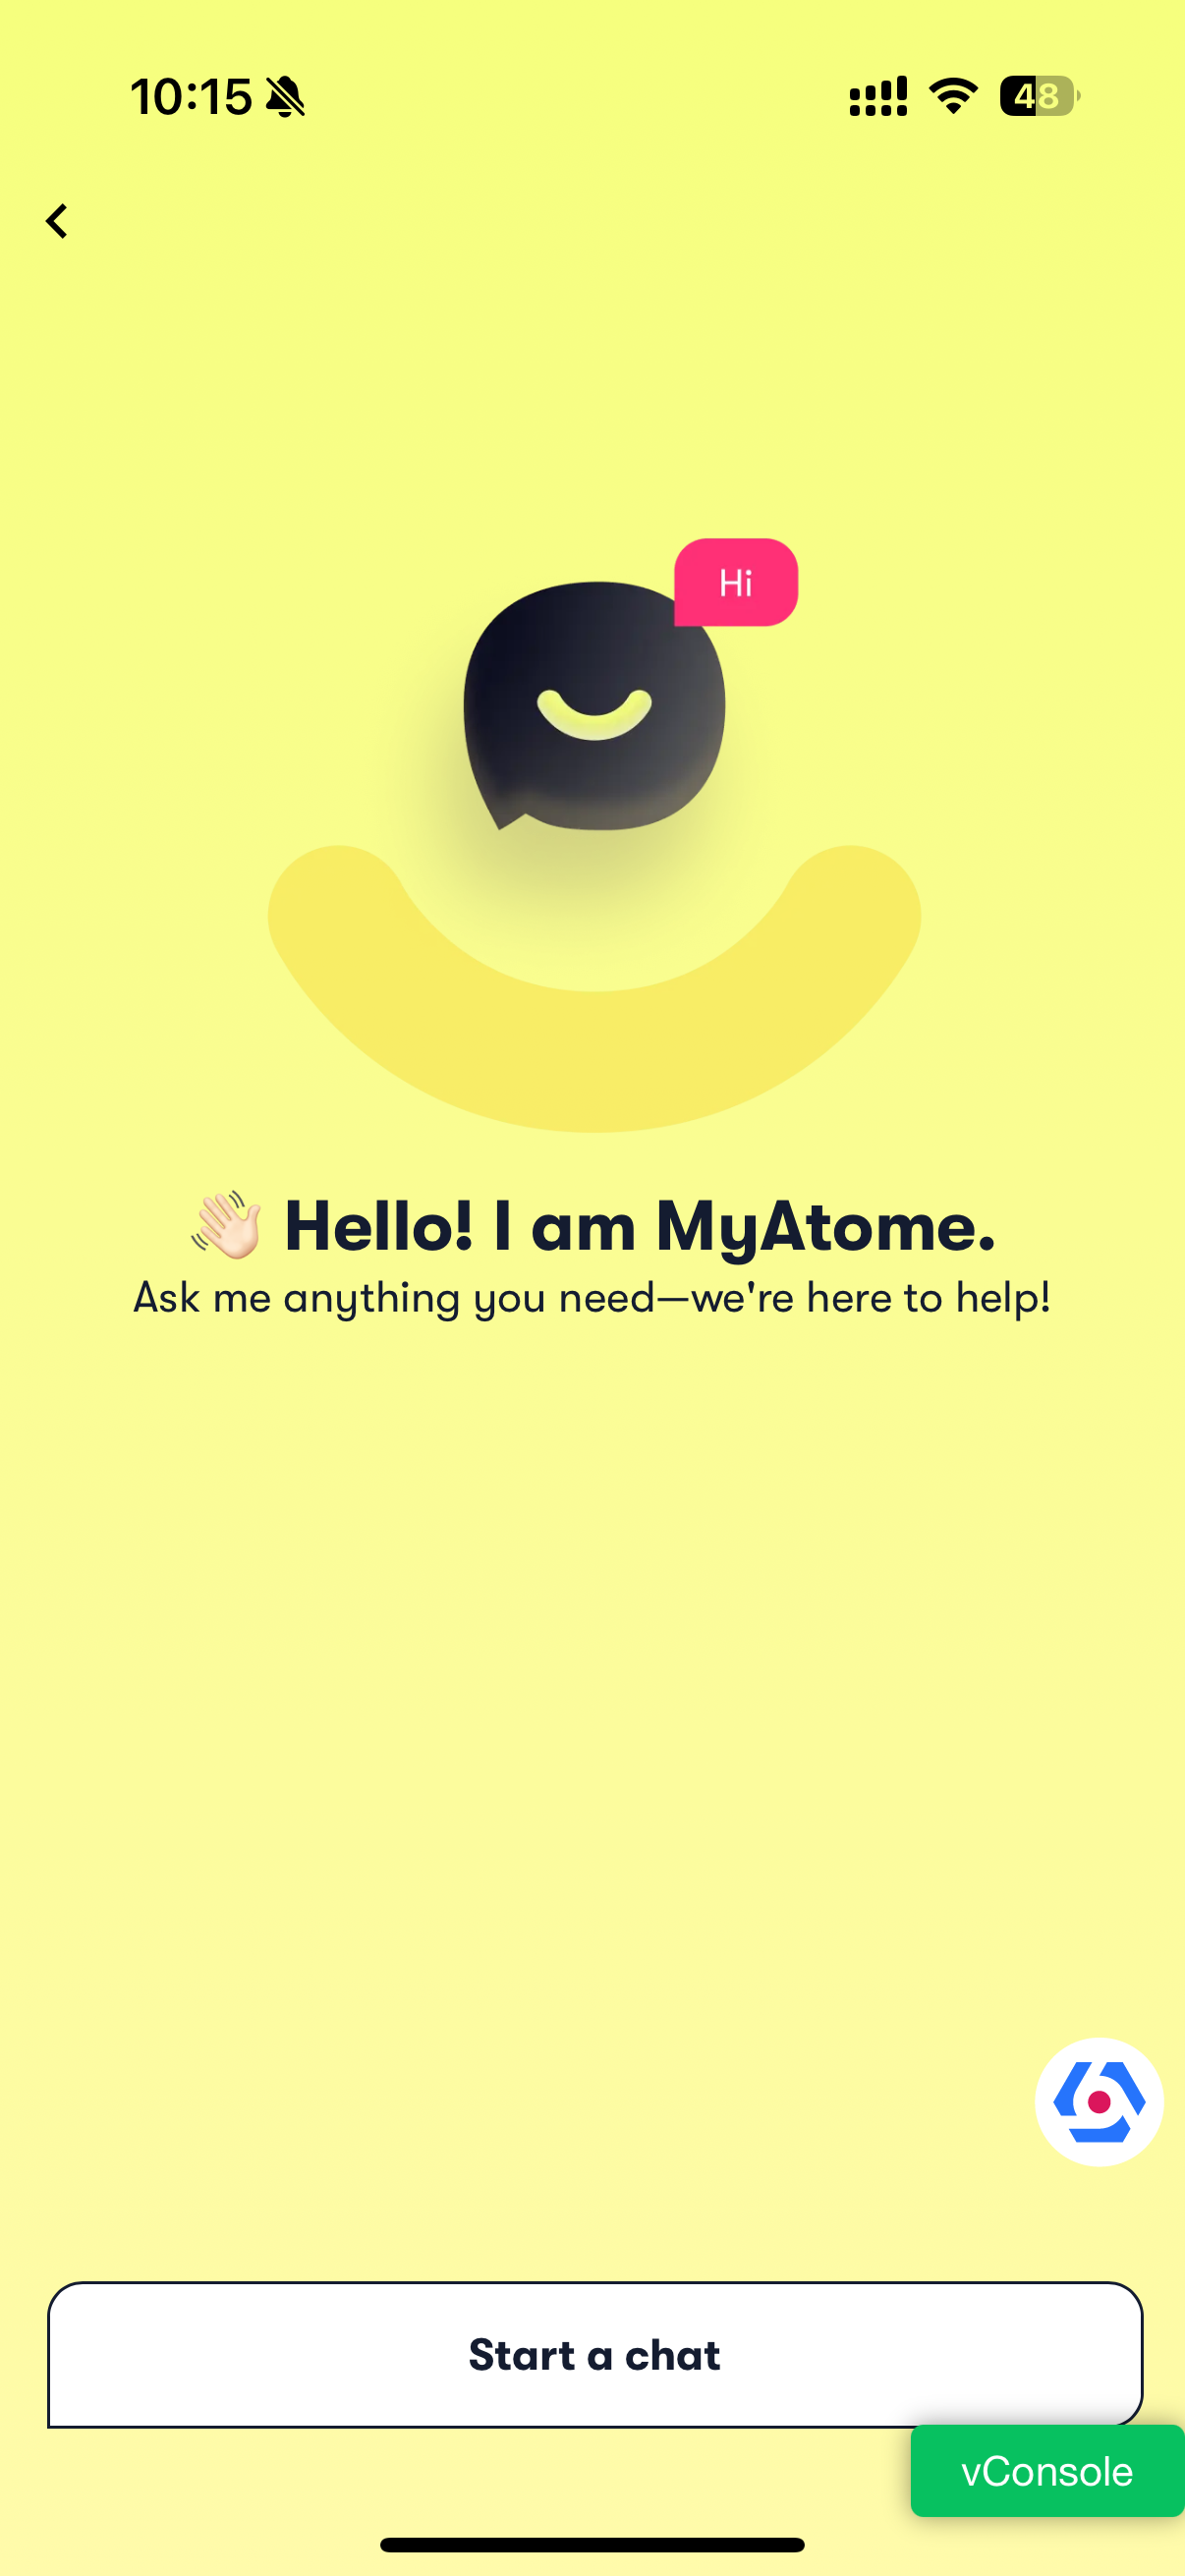 10:15
48
Hi
👋🏻 Hello! I am MyAtome.
Ask me anything you need—we're here to help!
Start a chat
vConsole